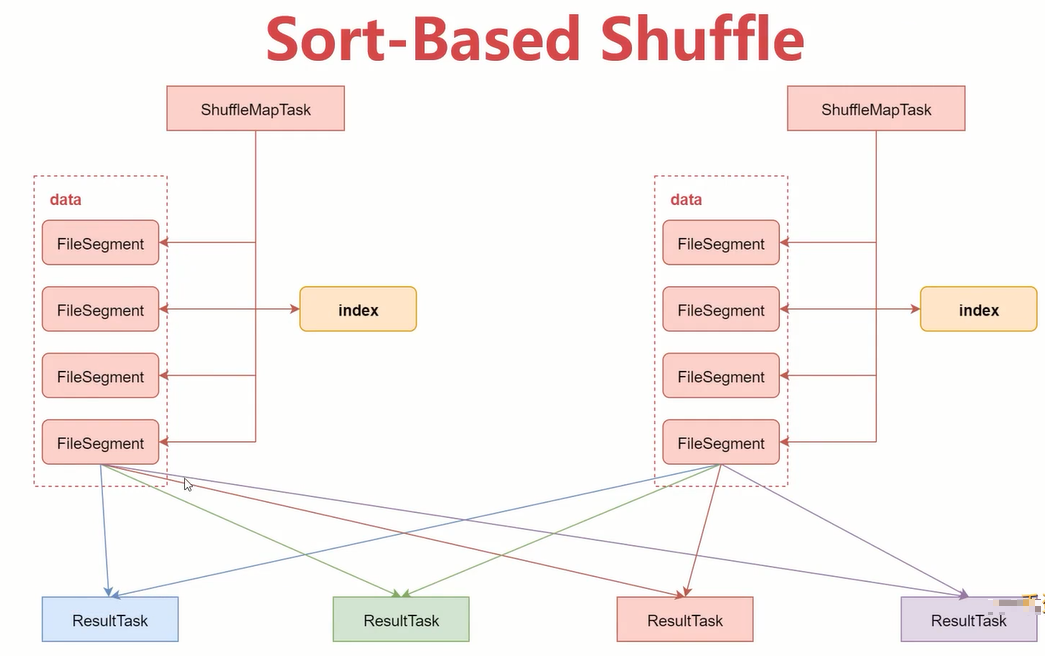 Sort-Based Shuffle
ShuffleMapTask
ShuffleMapTask
data
data
FileSegment
FileSegment
FileSegment
index
FileSegment
index
FileSegment
FileSegment
FileSegment
FileSegment
ResultTask
ResultTask
ResultTask
ResultTask